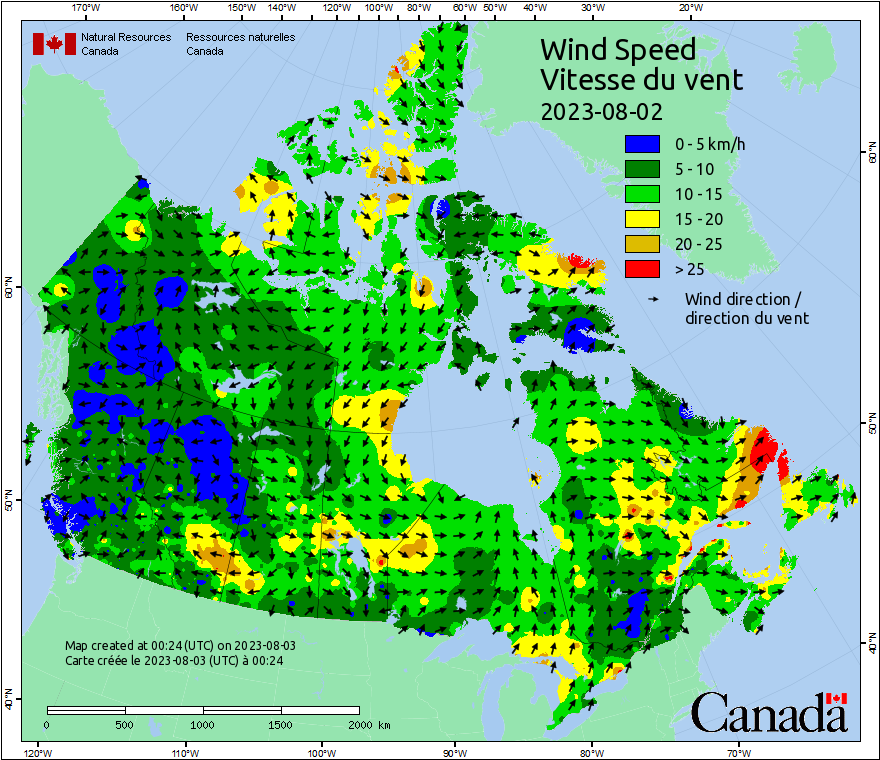 170°W 160°W 150°W 140°W 130°W 120°W 110°W 100°W 90°W 80°W 70°W 60°W 50°W 40°W 30°W 20°W
Natural Resources Canada
Ressources naturelles Canada
Wind Speed
Vitesse du vent
2023-08-02
0 - 5 km/h
5 - 10
10 - 15
15 - 20
20 - 25
> 25
Wind direction /
direction du vent
60°N
50°N
40°N
60°N
50°N
40°N
Map created at 00:24 (UTC) on 2023-08-03
Carte créée le 2023-08-03 (UTC) à 00:24
0 500 1000 1500 2000 km
Canada
120°W 110°W 100°W 90°W 80°W 70°W